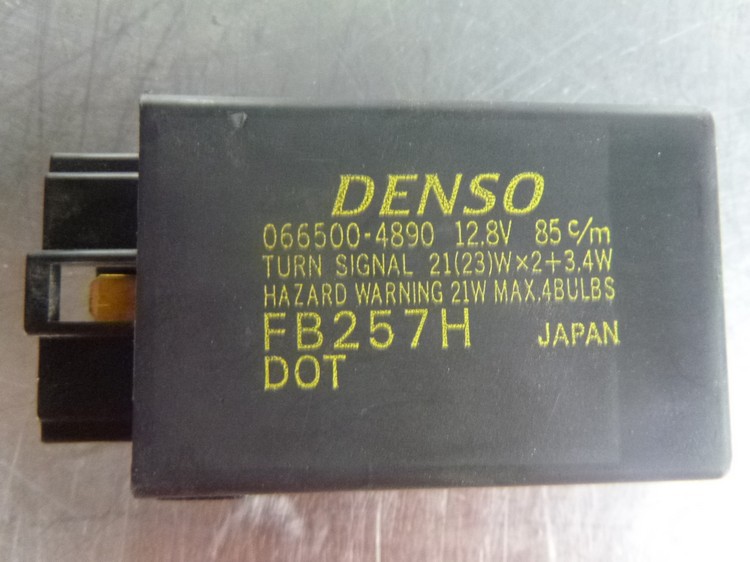 DENSO
066500-4890 12.8V 85 c/m
TURN SIGNAL 21(23)W×2+3.4W
HAZARD WARNING 21W MAX.4BULBS
FB257H JAPAN
DOT